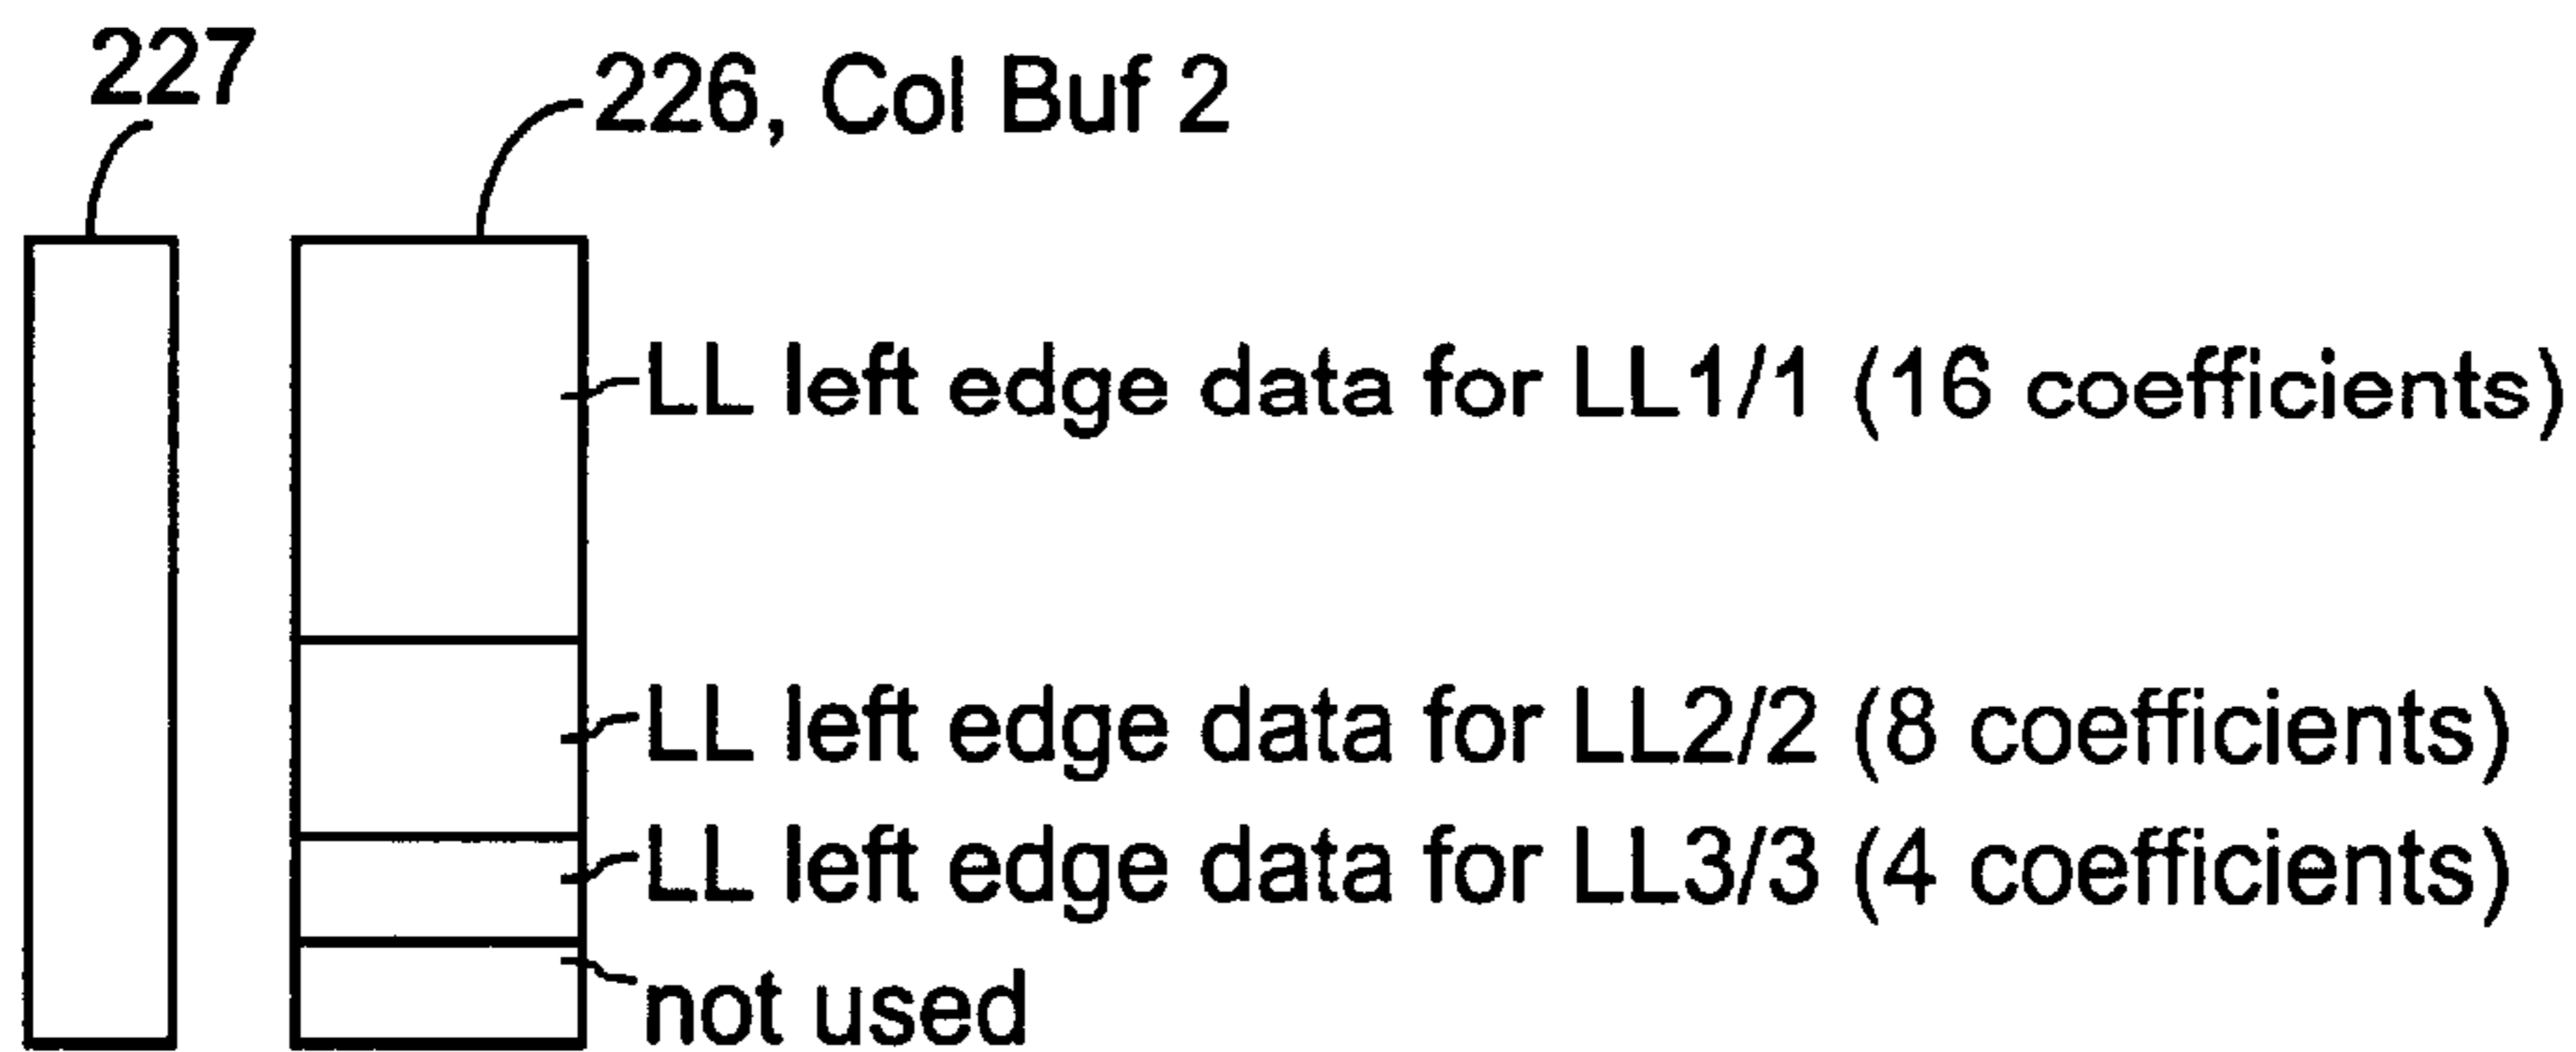 227
226, Col Buf 2
LL left edge data for LL1/1 (16 coefficients)
LL left edge data for LL2/2 (8 coefficients)
LL left edge data for LL3/3 (4 coefficients)
not used